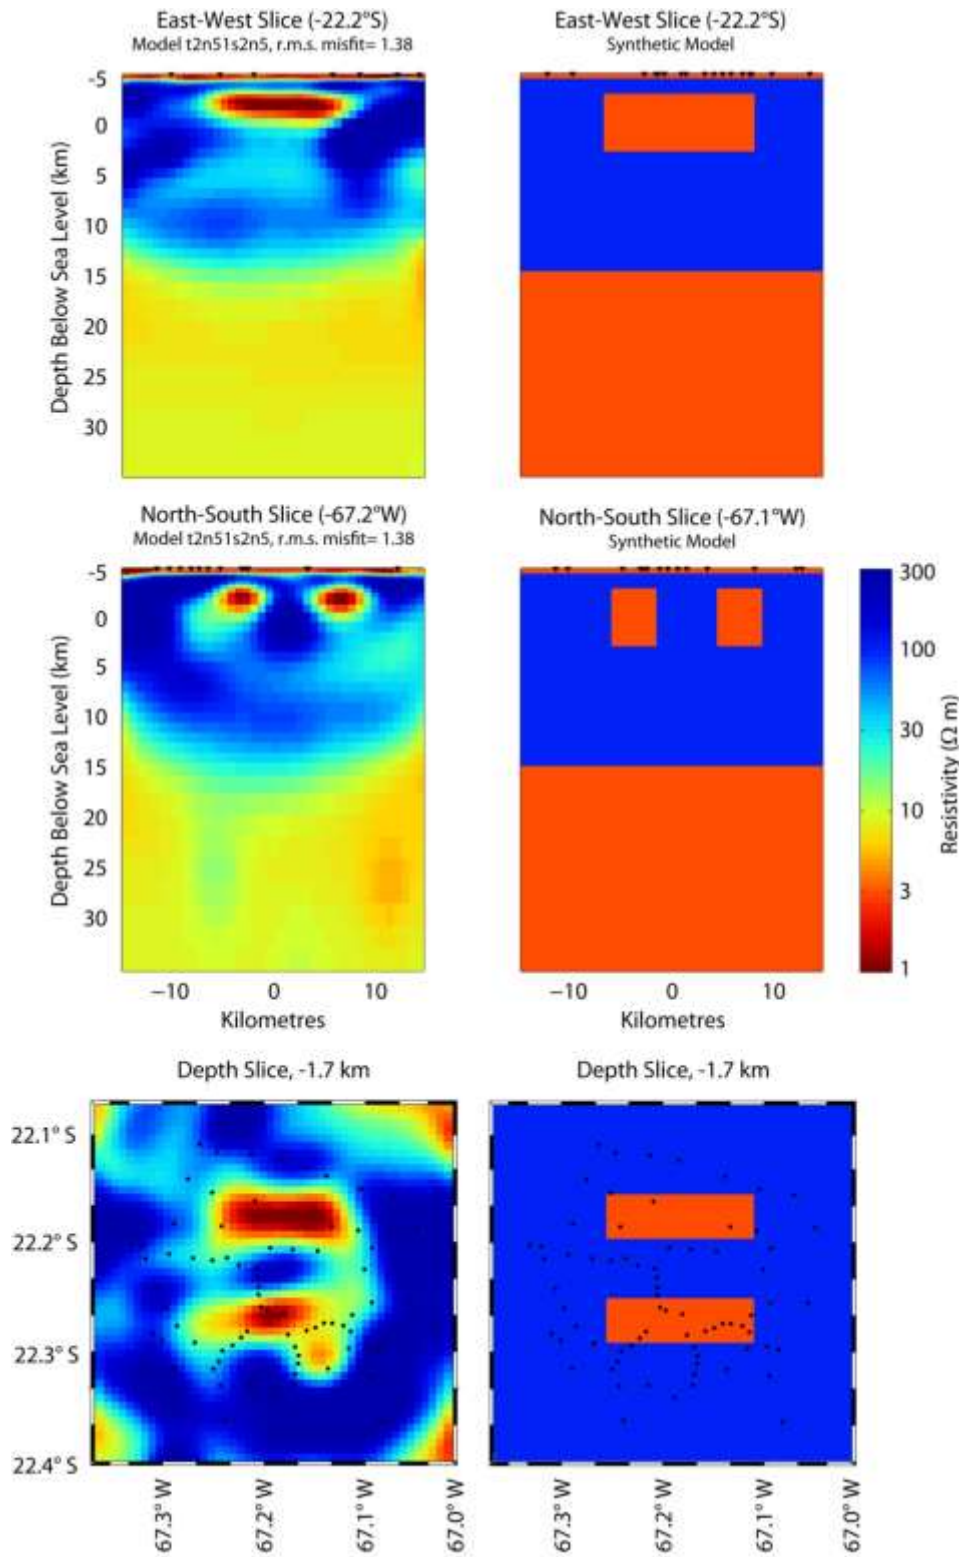 East-West Slice (-22.2°S)
Model t2n51s2n5, r.m.s. misfit= 1.38
East-West Slice (-22.2°S)
Synthetic Model
Depth Below Sea Level (km)
-5
0
5
10
15
20
25
30
North-South Slice (-67.2°W)
Model t2n51s2n5, r.m.s. misfit= 1.38
North-South Slice (-67.1°W)
Synthetic Model
Depth Below Sea Level (km)
-5
0
5
10
15
20
25
30
−10 0 10
Kilometres
−10 0 10
Kilometres
300
100
30
10
3
1
Resistivity (Ω m)
Depth Slice, -1.7 km
Depth Slice, -1.7 km
22.1° S
22.2° S
22.3° S
22.4° S
67.3° W
67.2° W
67.1° W
67.0° W
67.3° W
67.2° W
67.1° W
67.0° W